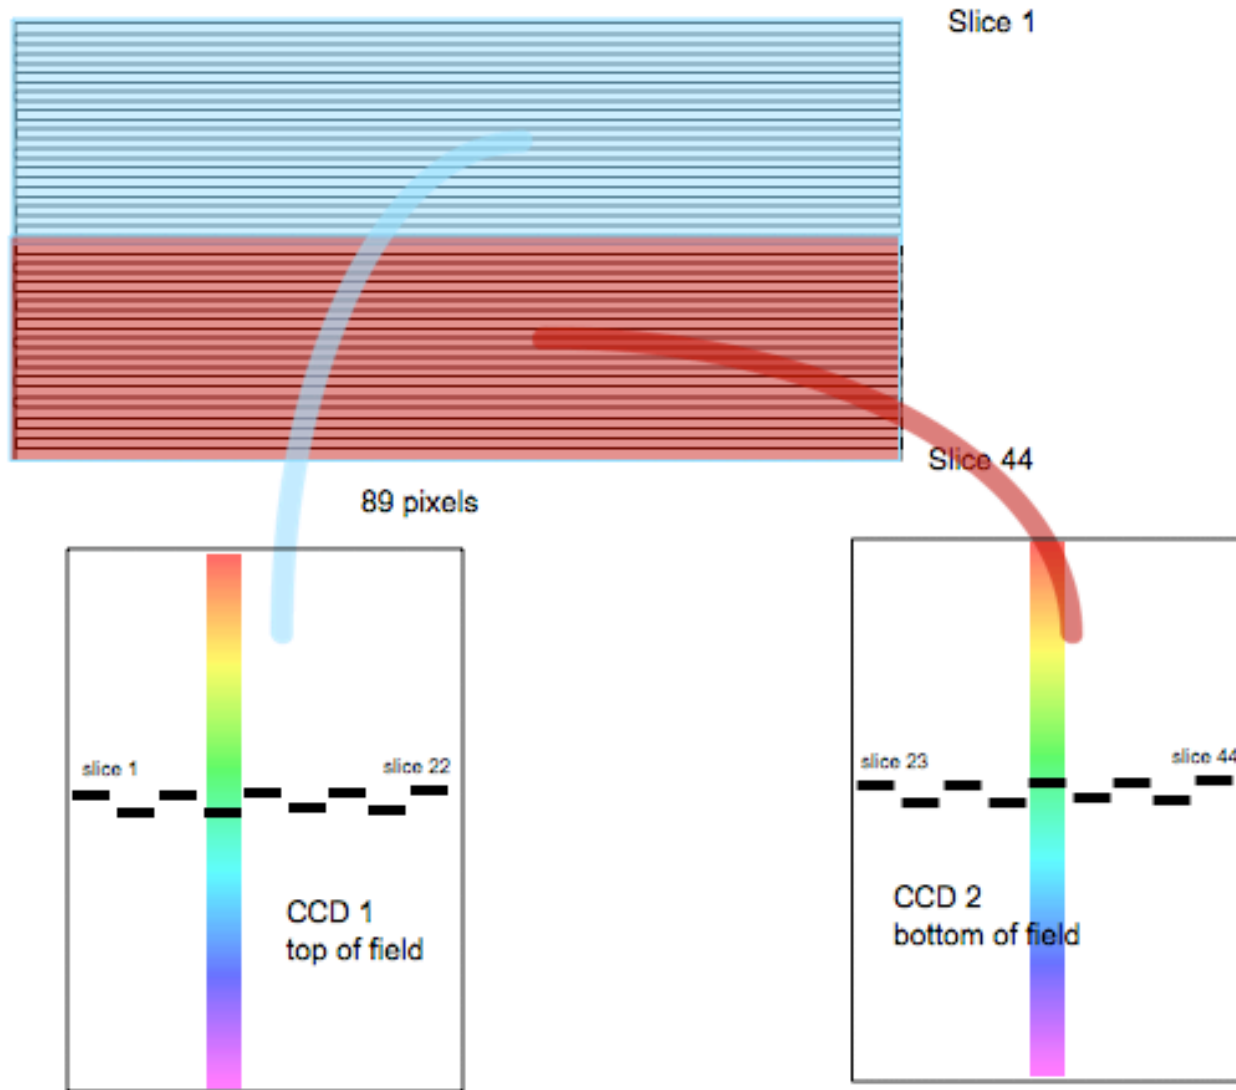 Slice 1
Slice 44
89 pixels
slice 1
slice 22
slice 23
slice 44
CCD 1
top of field
CCD 2
bottom of field